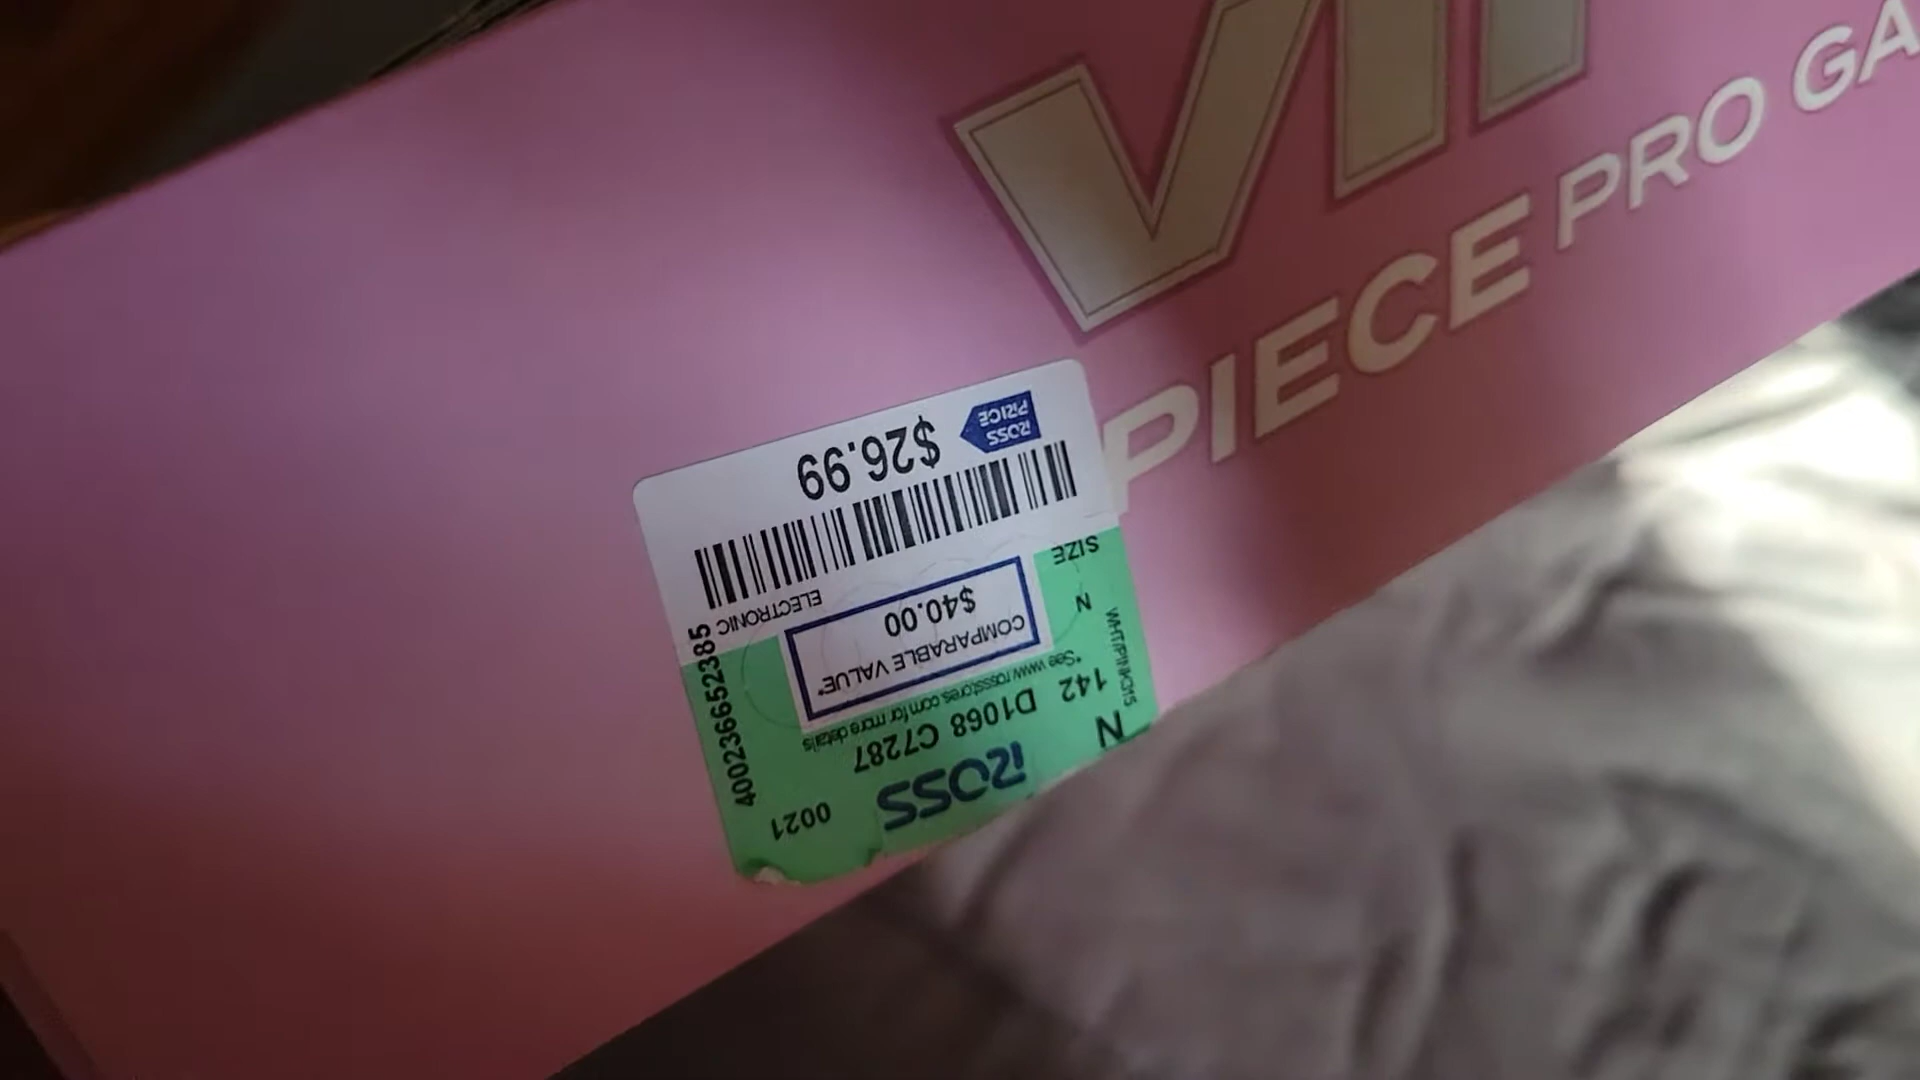 PIECE PRO GA
ROSS
0021
N
142 D1068 C7287
*See www.rossstores.com for more details
COMPARABLE VALUE*
$40.00
SIZE
N
ELECTRONIC
400236652385
ROSS
PRICE
$26.99